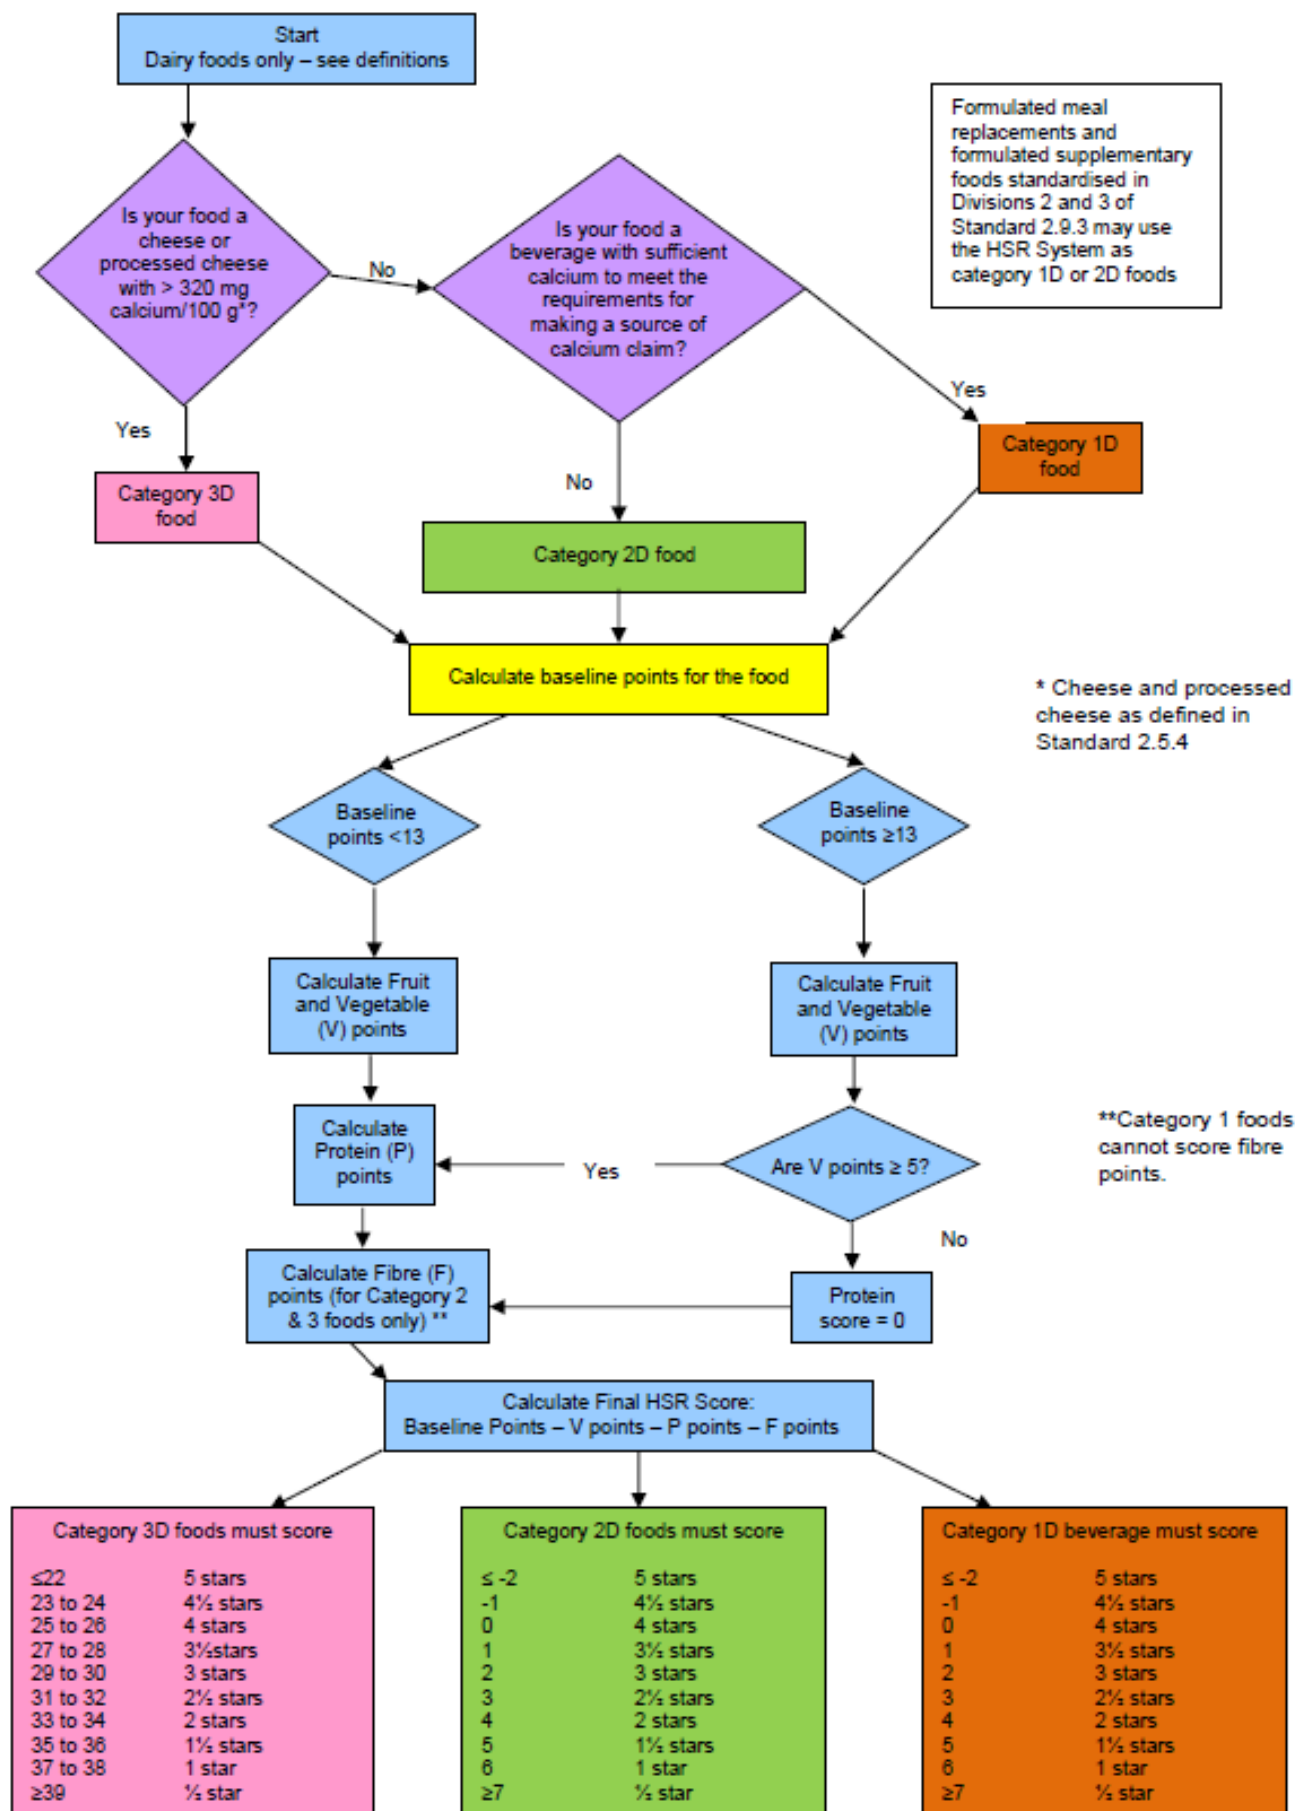 Start
Dairy foods only – see definitions
Formulated meal
replacements and
formulated supplementary
foods standardised in
Divisions 2 and 3 of
Standard 2.9.3 may use
the HSR System as
category 1D or 2D foods
Is your food a
cheese or
processed cheese
with > 320 mg
calcium/100 g*?
No
Is your food a
beverage with sufficient
calcium to meet the
requirements for
making a source of
calcium claim?
Yes
Yes
No
Category 3D
food
Category 2D food
Category 1D
food
Calculate baseline points for the food
* Cheese and processed
cheese as defined in
Standard 2.5.4
Baseline
points <13
Baseline
points ≥13
Calculate Fruit
and Vegetable
(V) points
Calculate Fruit
and Vegetable
(V) points
Calculate
Protein (P)
points
Yes
Are V points ≥ 5?
**Category 1 foods
cannot score fibre
points.
No
Calculate Fibre (F)
points (for Category 2
& 3 foods only) **
Protein
score = 0
Calculate Final HSR Score:
Baseline Points – V points – P points – F points
Category 3D foods must score
≤22 5 stars
23 to 24 4½ stars
25 to 26 4 stars
27 to 28 3½stars
29 to 30 3 stars
31 to 32 2½ stars
33 to 34 2 stars
35 to 36 1½ stars
37 to 38 1 star
≥39 ½ star
Category 2D foods must score
≤ -2 5 stars
-1 4½ stars
0 4 stars
1 3½ stars
2 3 stars
3 2½ stars
4 2 stars
5 1½ stars
6 1 star
≥7 ½ star
Category 1D beverage must score
≤ -2 5 stars
-1 4½ stars
0 4 stars
1 3½ stars
2 3 stars
3 2½ stars
4 2 stars
5 1½ stars
6 1 star
≥7 ½ star